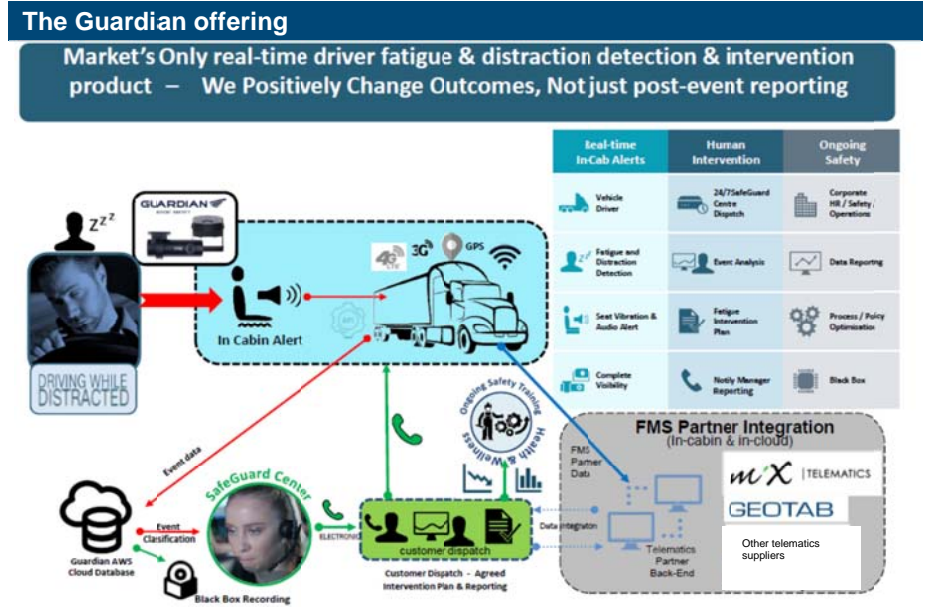 The Guardian offering
Market's Only real-time driver fatigue & distraction detection & intervention
product – We Positively Change Outcomes, Not just post-event reporting
Real-time
In-Cab Alerts
Human
Intervention
Ongoing
Safety
Vehicle
Driver
24/7SafeGuard
Centre
Dispatch
Corporate
HR / Safety /
Operations
Fatigue and
Distraction
Detection
Event Analysis
Data Reporting
Seat Vibration &
Audio Alert
Fatigue
Intervention
Plan
Process / Policy
Optimisation
Complete
Visibility
Notify Manager
Reporting
Black Box
GUARDIAN
zzz
4G
LTE
3G
GPS
API
In Cabin Alert
DRIVING WHILE
DISTRACTED
Ongoing Safety Training
Health & Wellness
Event data
SafeGuard Center
Event
Clasification
Guardian AWS
Cloud Database
Black Box Recording
ELECTRONIC
customer dispatch
Customer Dispatch – Agreed
Intervention Plan & Reporting
Data integration
FMS Partner Integration
(In-cabin & in-cloud)
FMS
Partner
Data
Telematics
Partner
Back-End
mix TELEMATICS
GEOTAB
Other telematics
suppliers